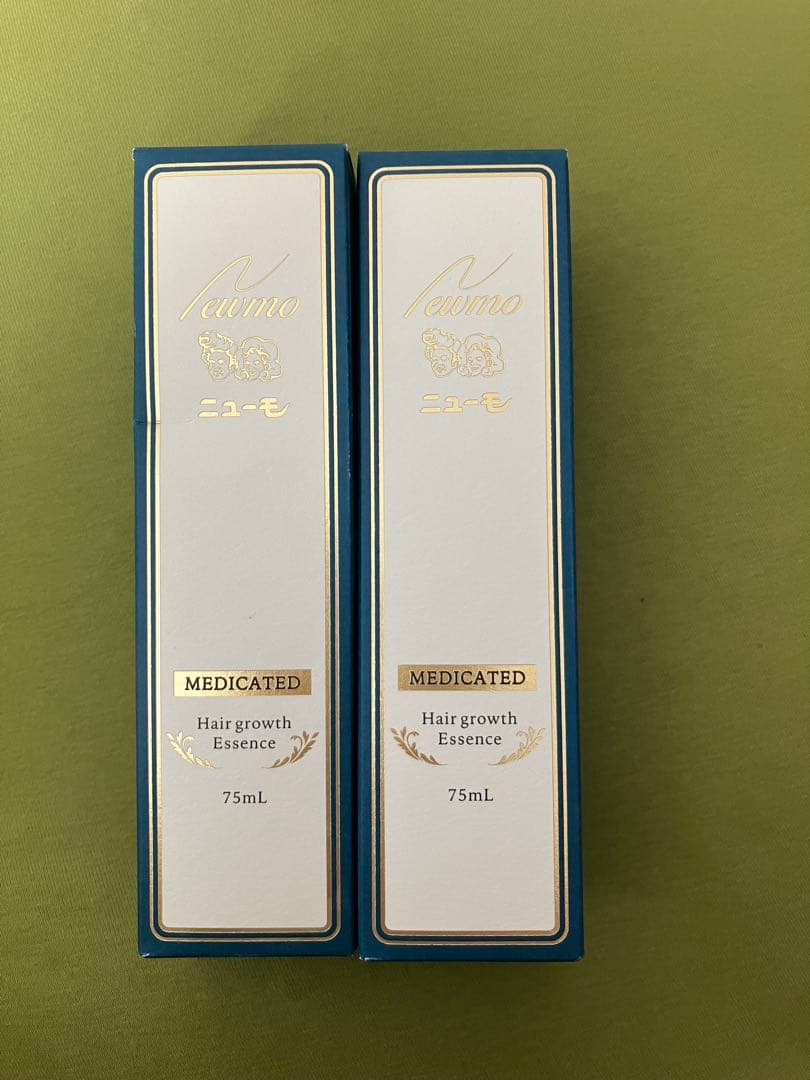 Newmo
ニューモ
MEDICATED
Hair growth
Essence
75mL
Newmo
ニューモ
MEDICATED
Hair growth
Essence
75mL